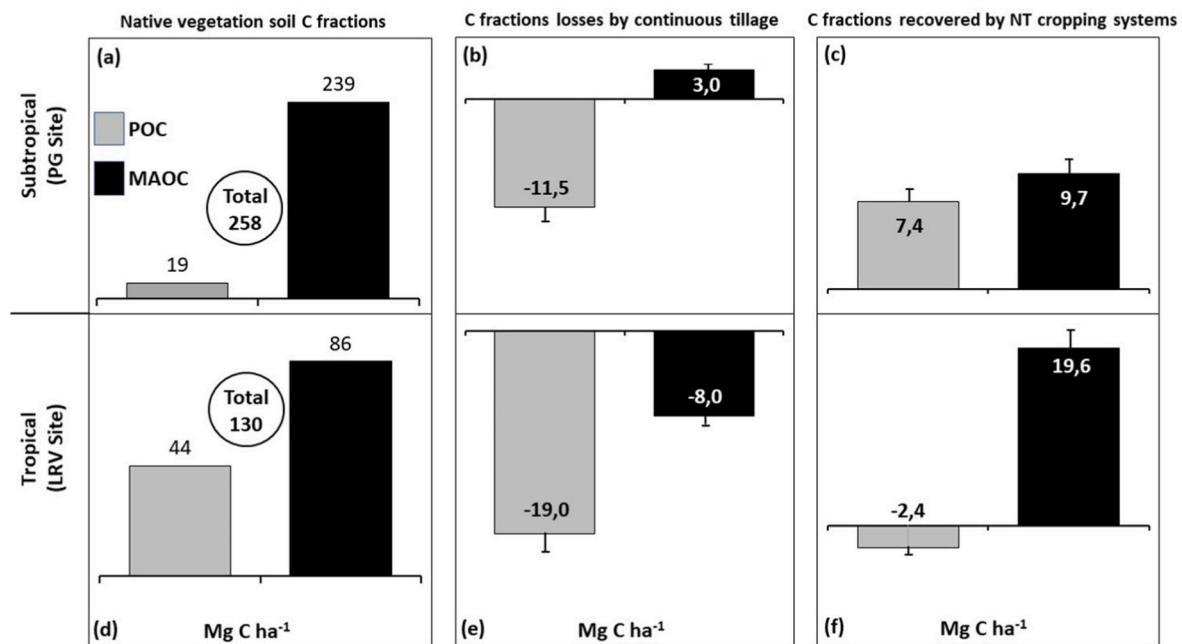 Native vegetation soil C fractions
C fractions losses by continuous tillage
C fractions recovered by NT cropping systems
Subtropical
(PG Site)
(a)
POC
MAOC
Total
258
19
239
(b)
-11,5
3,0
(c)
7,4
9,7
Tropical
(LRV Site)
44
Total
130
86
(d)
Mg C ha⁻¹
-19,0
-8,0
(e)
Mg C ha⁻¹
-2,4
19,6
(f)
Mg C ha⁻¹